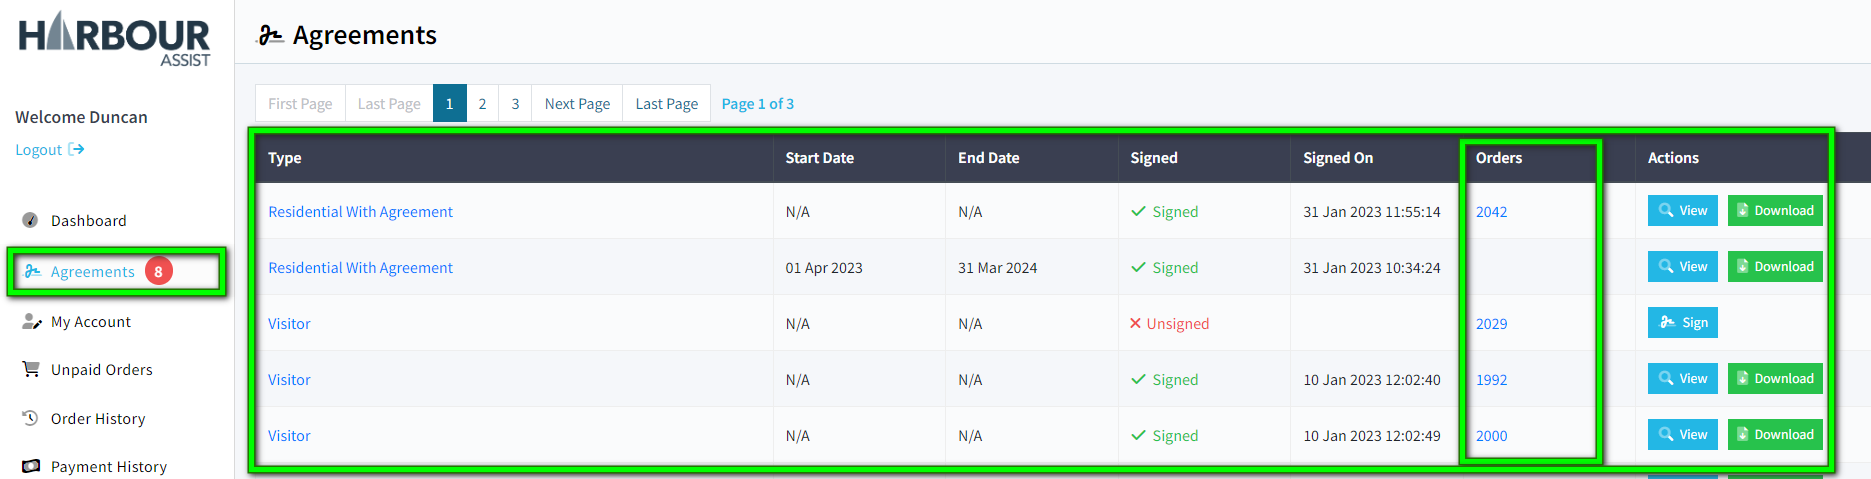 HARBOUR
ASSIST
Welcome Duncan
Logout
Dashboard
Agreements 8
My Account
Unpaid Orders
Order History
Payment History
Agreements
First Page Last Page 1 2 3 Next Page Last Page Page 1 of 3
Type Start Date End Date Signed Signed On Orders Actions
Residential With Agreement N/A N/A Signed 31 Jan 2023 11:55:14 2042 View Download
Residential With Agreement 01 Apr 2023 31 Mar 2024 Signed 31 Jan 2023 10:34:24 View Download
Visitor N/A N/A Unsigned 2029 Sign
Visitor N/A N/A Signed 10 Jan 2023 12:02:40 1992 View Download
Visitor N/A N/A Signed 10 Jan 2023 12:02:49 2000 View Download